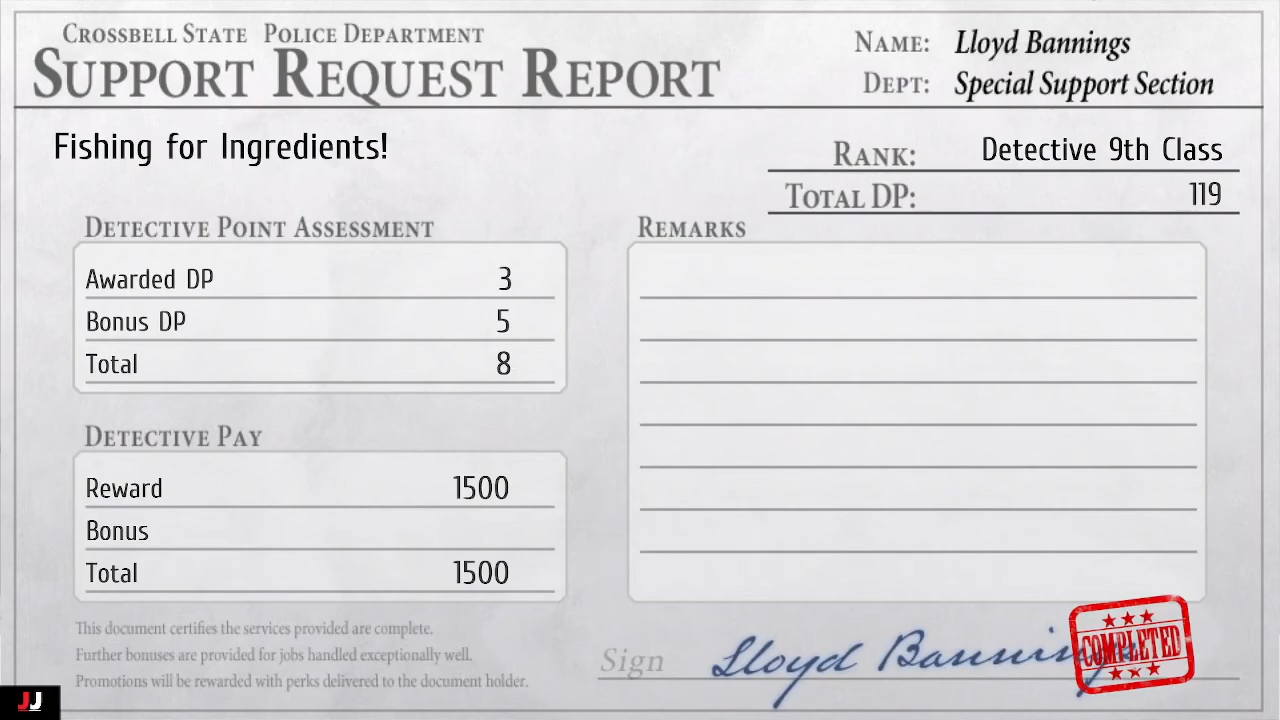 Crossbell State Police Department
Support Request Report
Name: Lloyd Bannings
Dept: Special Support Section
Fishing for Ingredients!
Rank: Detective 9th Class
Total DP: 119
Detective Point Assessment
Awarded DP 3
Bonus DP 5
Total 8
Detective Pay
Reward 1500
Bonus
Total 1500
Remarks
This document certifies the services provided are complete.
Further bonuses are provided for jobs handled exceptionally well.
Promotions will be rewarded with perks delivered to the document holder.
Sign Lloyd Bannings
COMPLETED
JJ